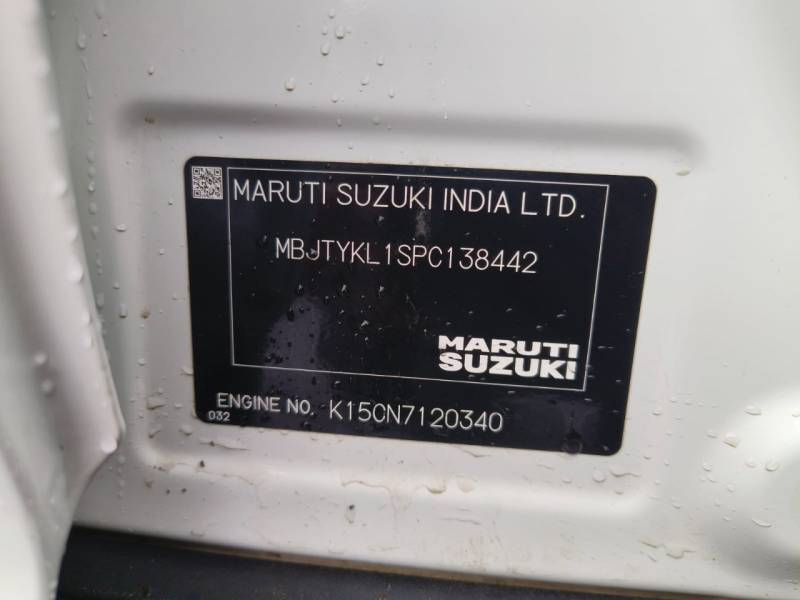 MARUTI SUZUKI INDIA LTD.
MBJTYKL1SPC138442
MARUTI
SUZUKI
ENGINE NO. K15CN7120340
032